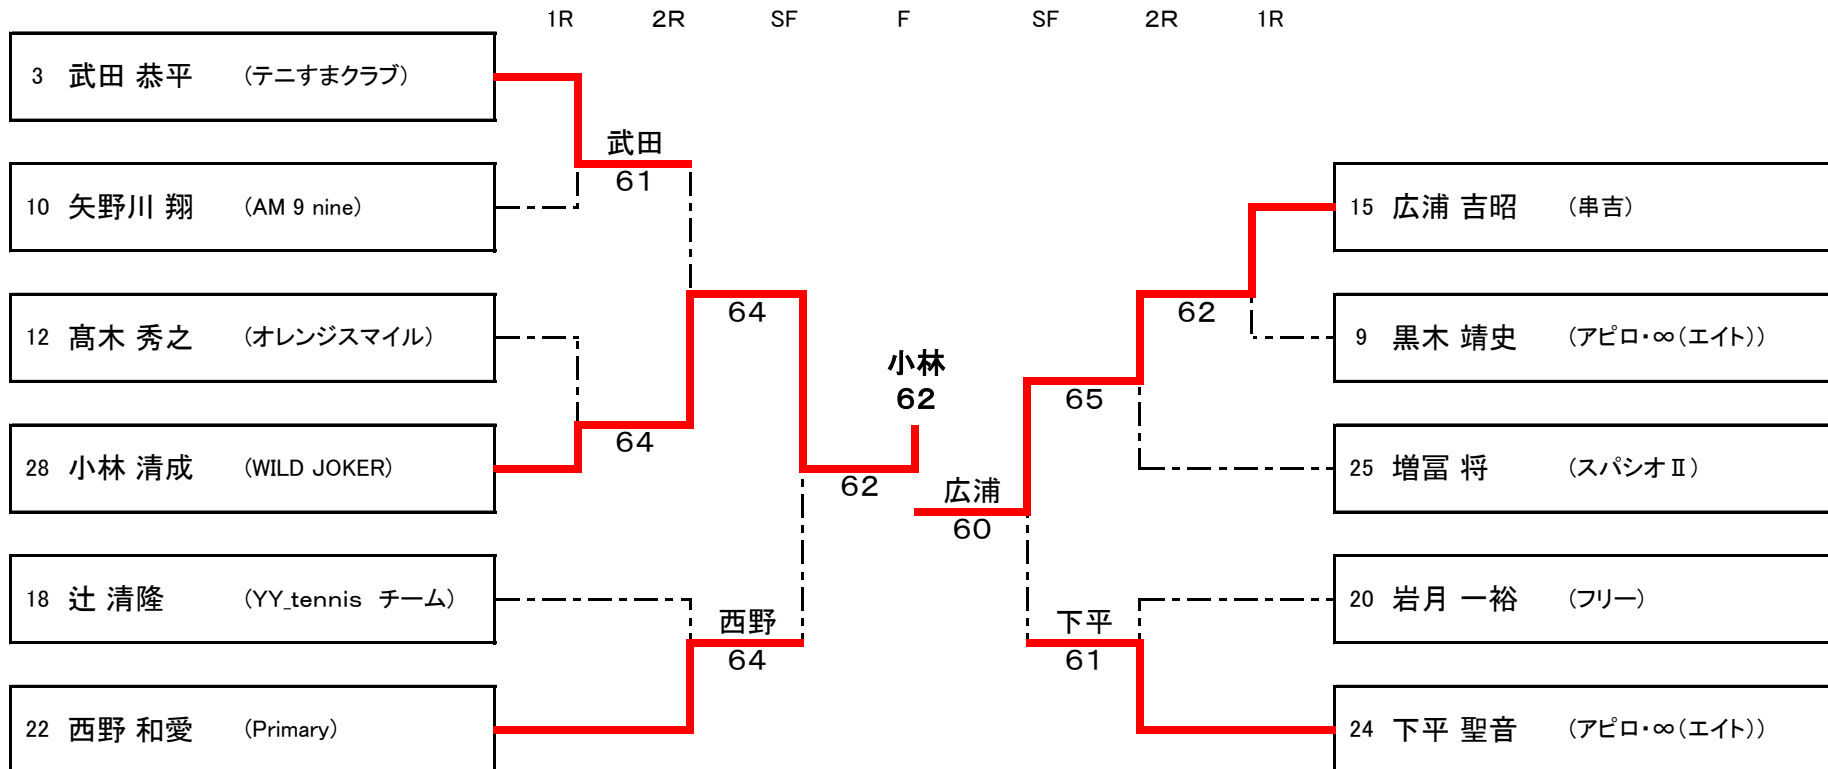 1R 2R SF F SF 2R 1R
3 武田 恭平 (テニすまクラブ)
武田
61
10 矢野川 翔 (AM 9 nine)
12 髙木 秀之 (オレンジスマイル)
64
28 小林 清成 (WILD JOKER)
64
18 辻 清隆 (YY_tennis チーム)
西野
64
22 西野 和愛 (Primary)
62
小林
62
広浦
60
15 広浦 吉昭 (串吉)
62
9 黒木 靖史 (アピロ・∞(エイト))
65
25 増冨 将 (スパシオⅡ)
20 岩月 一裕 (フリー)
下平
61
24 下平 聖音 (アピロ・∞(エイト))